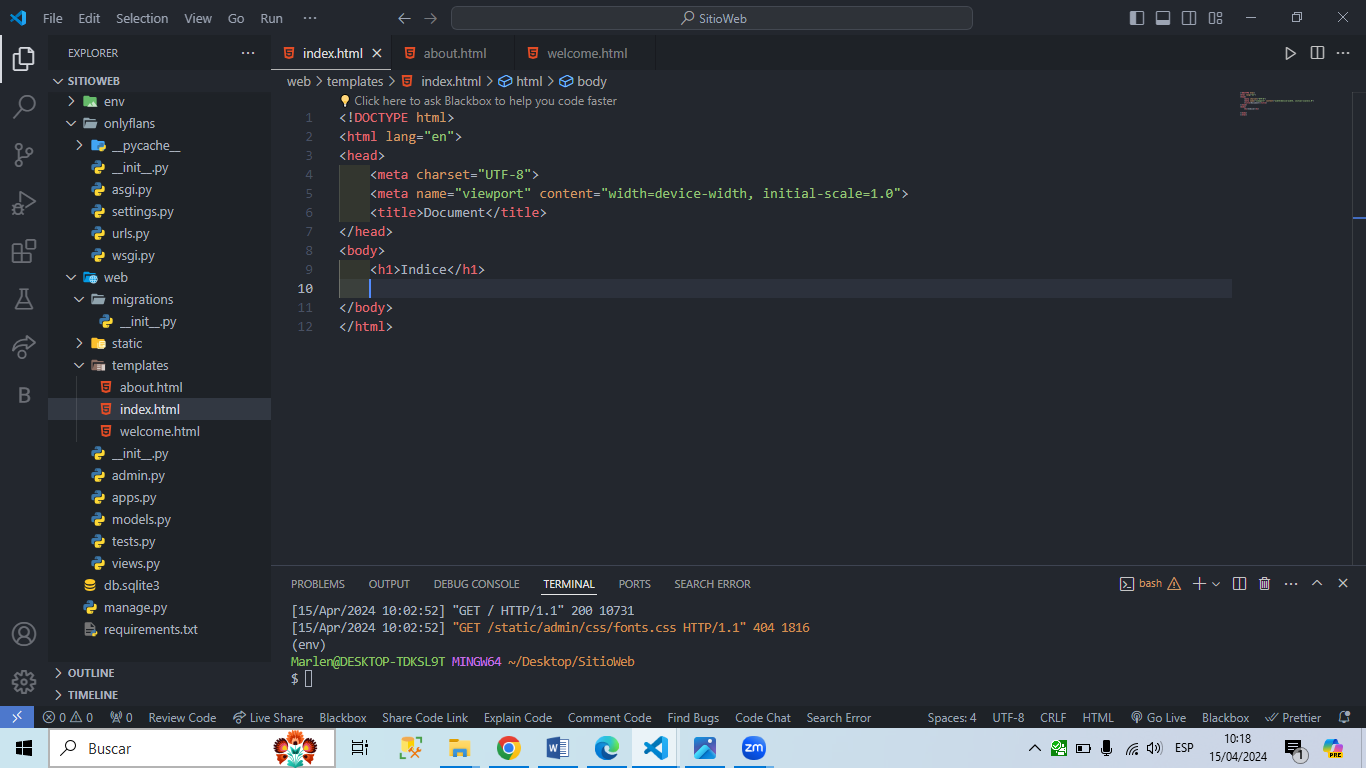 File Edit Selection View Go Run ··· SitioWeb
EXPLORER ···
index.html about.html welcome.html
SITIOWEB
web > templates > index.html > html > body
env
onlyflans
__pycache__
__init__.py
asgi.py
settings.py
urls.py
wsgi.py
web
migrations
__init__.py
static
templates
about.html
index.html
welcome.html
__init__.py
admin.py
apps.py
models.py
tests.py
views.py
db.sqlite3
manage.py
requirements.txt
OUTLINE
TIMELINE
Click here to ask Blackbox to help you code faster
1 <!DOCTYPE html>
2 <html lang="en">
3 <head>
4 <meta charset="UTF-8">
5 <meta name="viewport" content="width=device-width, initial-scale=1.0">
6 <title>Document</title>
7 </head>
8 <body>
9 <h1>Indice</h1>
10
11 </body>
12 </html>
PROBLEMS OUTPUT DEBUG CONSOLE TERMINAL PORTS SEARCH ERROR bash
[15/Apr/2024 10:02:52] "GET / HTTP/1.1" 200 10731
[15/Apr/2024 10:02:52] "GET /static/admin/css/fonts.css HTTP/1.1" 404 1816
(env)
Marlen@DESKTOP-TDKSL9T MINGW64 ~/Desktop/SitioWeb
$
0 0 0 Review Code Live Share Blackbox Share Code Link Explain Code Comment Code Find Bugs Code Chat Search Error Spaces: 4 UTF-8 CRLF HTML Go Live Blackbox Prettier
Buscar
zm
ESP
10:18
15/04/2024
1
PRE